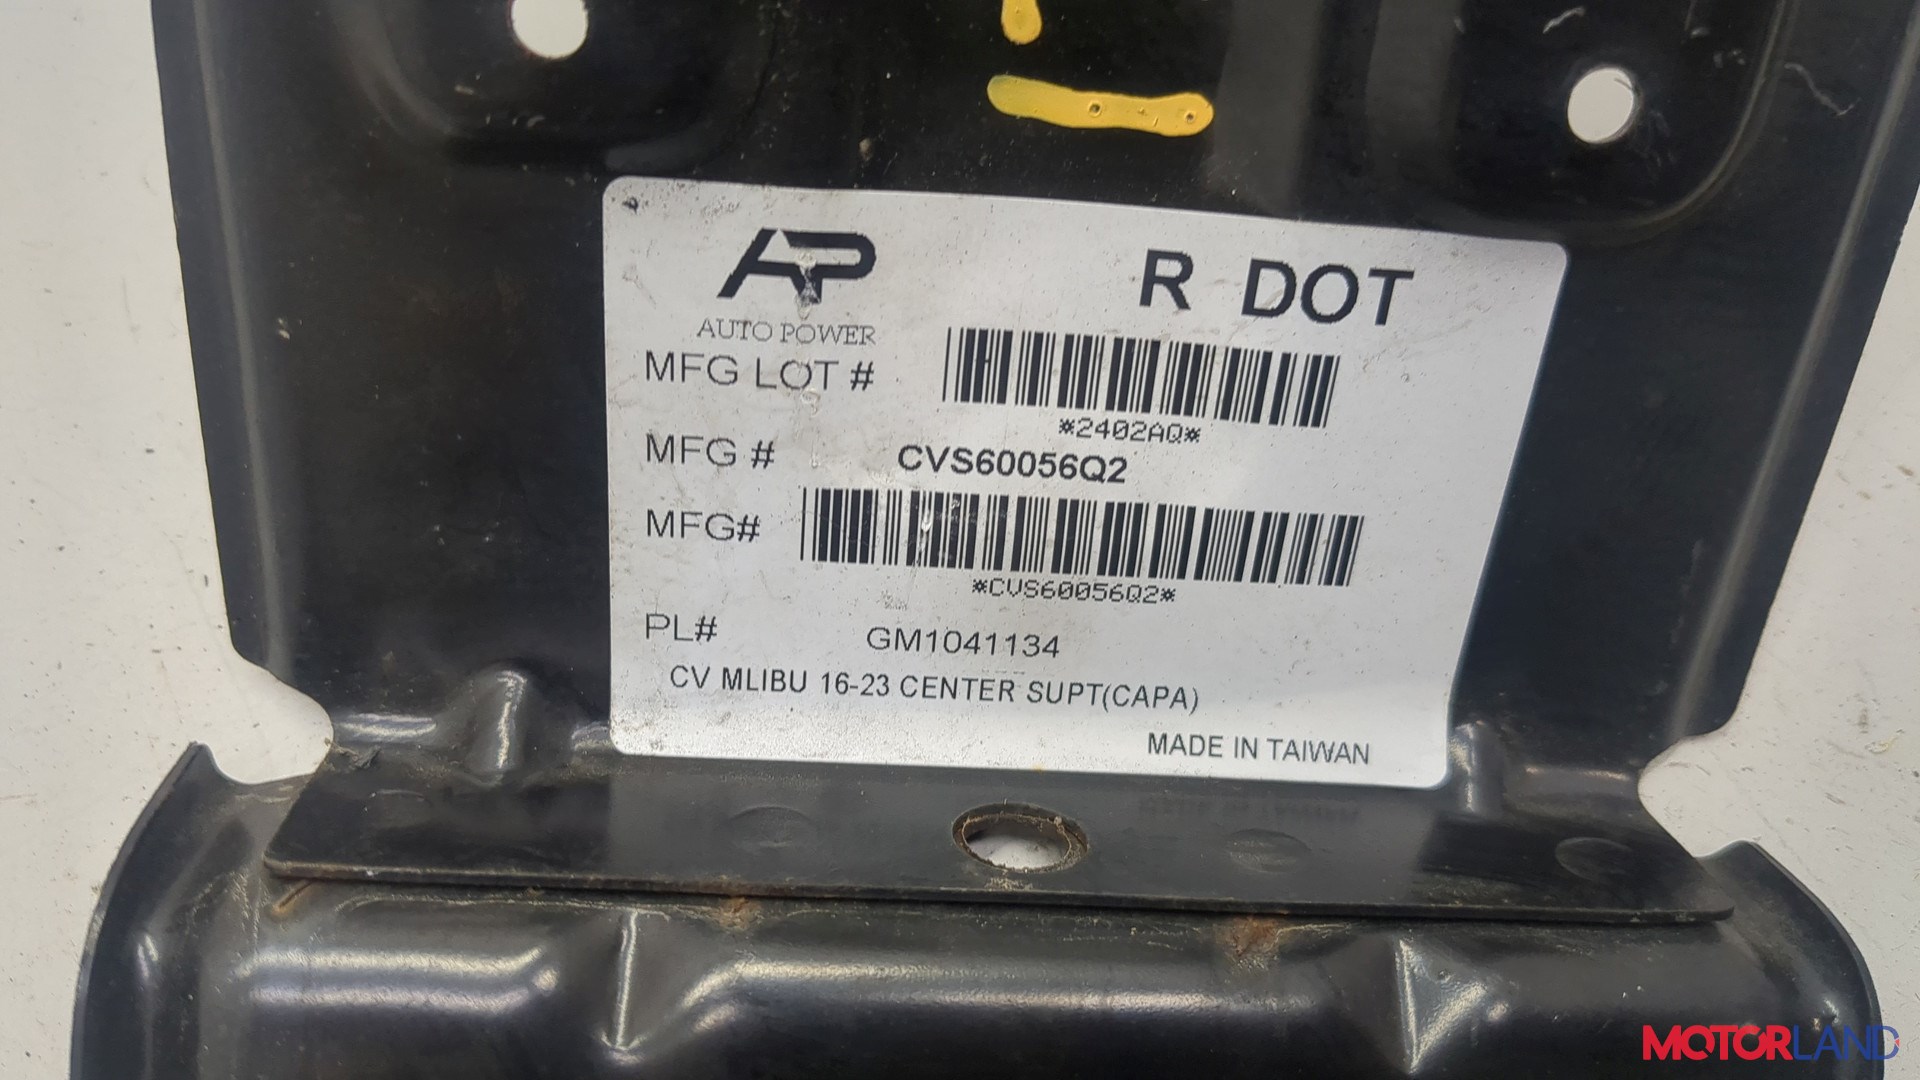 AP
R DOT
AUTO POWER
MFG LOT #
*2402AQ*
MFG # CVS60056Q2
MFG#
*CVS60056Q2*
PL# GM1041134
CV MLIBU 16-23 CENTER SUPT(CAPA)
MADE IN TAIWAN
MOTORLAND